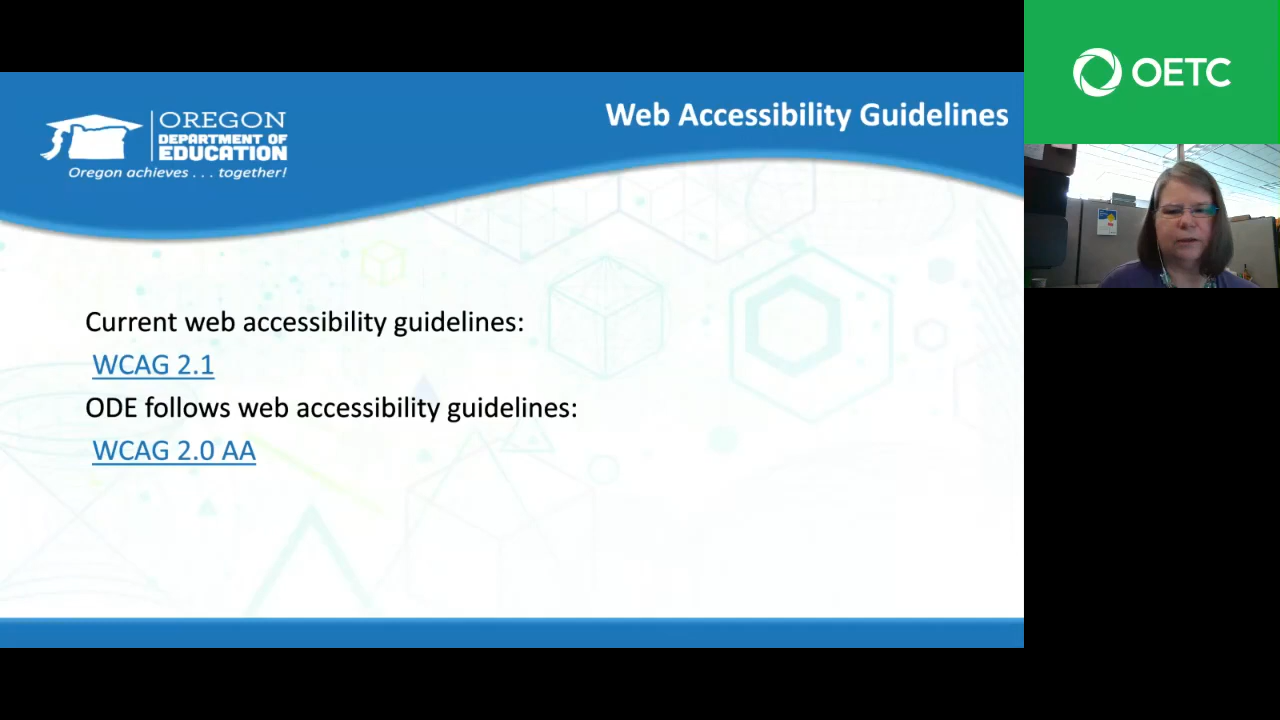 OREGON
DEPARTMENT OF
EDUCATION
Oregon achieves . . . together!
Web Accessibility Guidelines
Current web accessibility guidelines:
WCAG 2.1
ODE follows web accessibility guidelines:
WCAG 2.0 AA
OETC